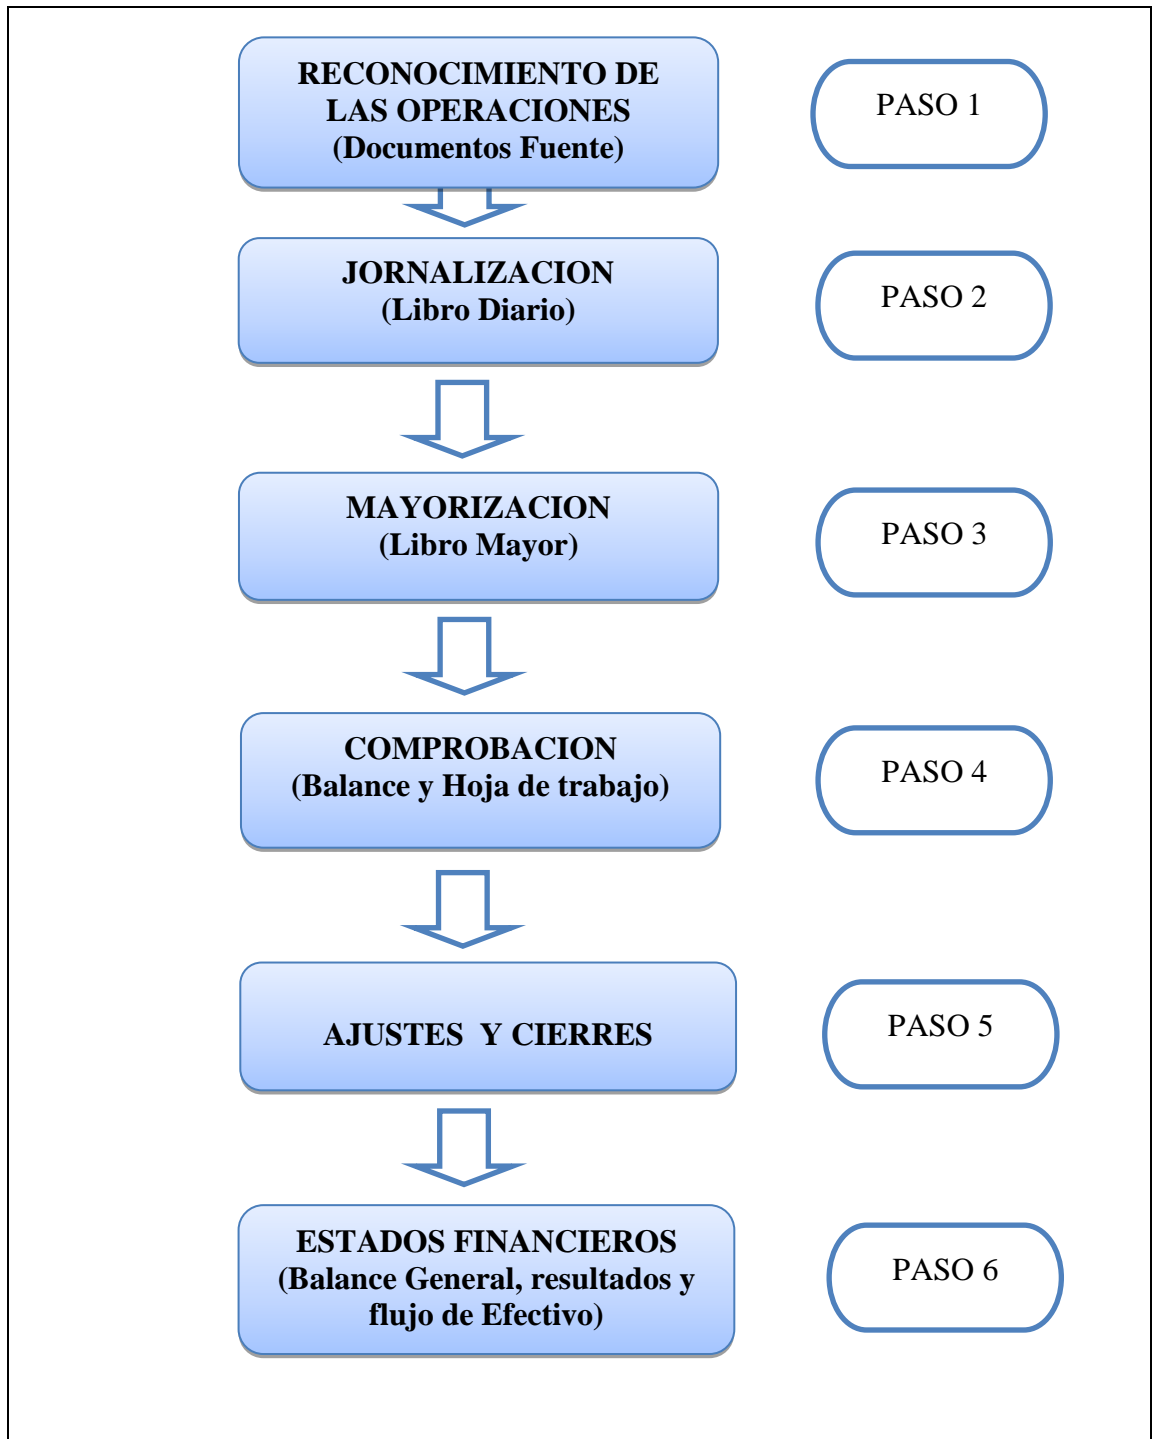 RECONOCIMIENTO DE
LAS OPERACIONES
(Documentos Fuente)
PASO 1
JORNALIZACION
(Libro Diario)
PASO 2
MAYORIZACION
(Libro Mayor)
PASO 3
COMPROBACION
(Balance y Hoja de trabajo)
PASO 4
AJUSTES  Y CIERRES
PASO 5
ESTADOS FINANCIEROS
(Balance General, resultados y
flujo de Efectivo)
PASO 6